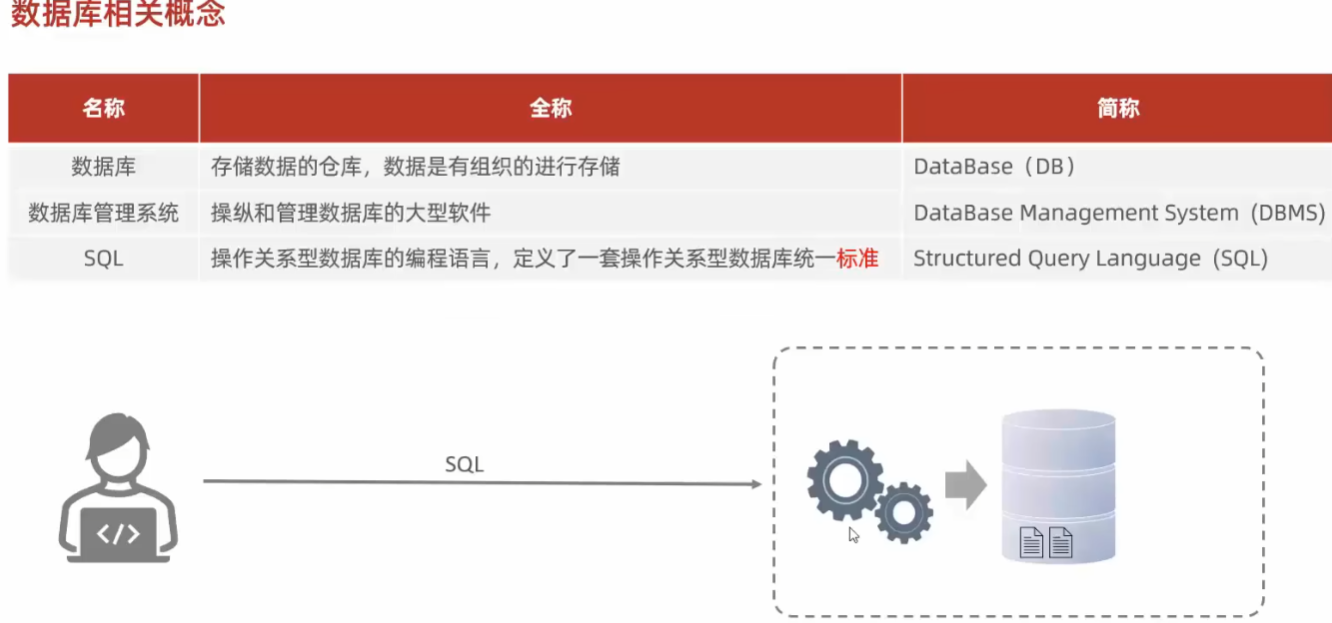 数据库相关概念
名称 全称 简称
数据库 存储数据的仓库，数据是有组织的进行存储 DataBase（DB）
数据库管理系统 操纵和管理数据库的大型软件 DataBase Management System (DBMS)
SQL 操作关系型数据库的编程语言，定义了一套操作关系型数据库统一标准 Structured Query Language (SQL)
SQL
</>